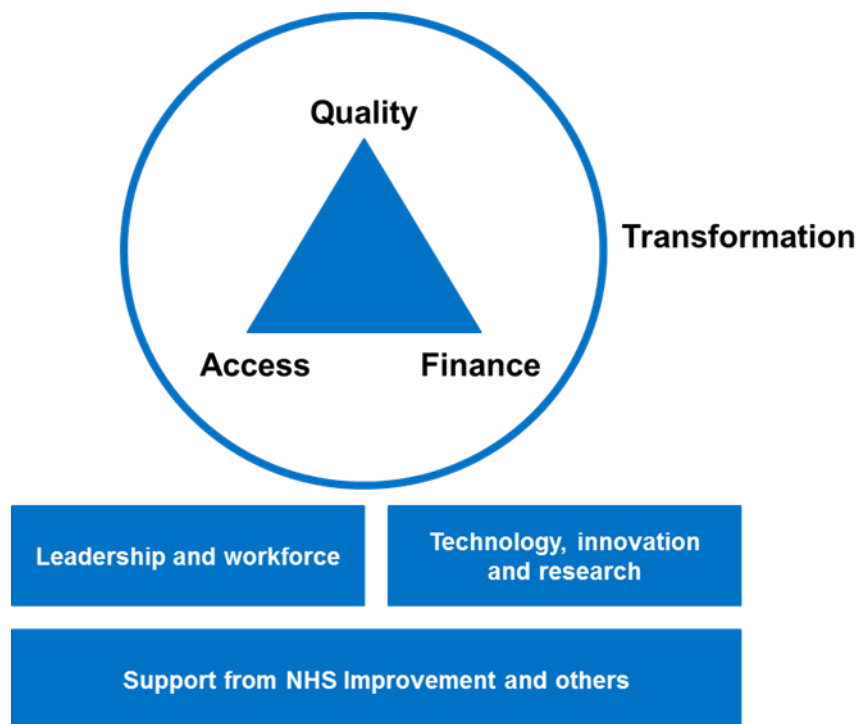 Quality
Transformation
Access
Finance
Leadership and workforce
Technology, innovation
and research
Support from NHS Improvement and others